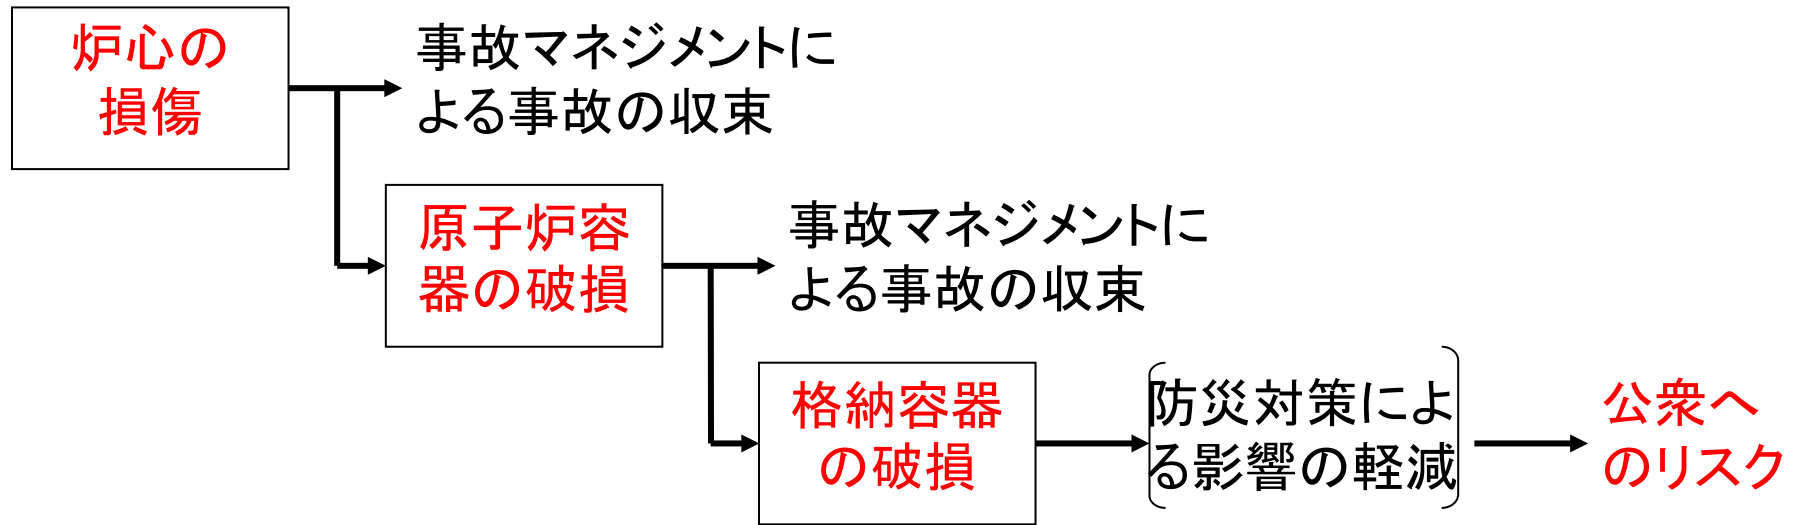 炉心の
損傷
事故マネジメントに
よる事故の収束
原子炉容
器の破損
事故マネジメントに
よる事故の収束
格納容器
の破損
防災対策によ
る影響の軽減
公衆へ
のリスク